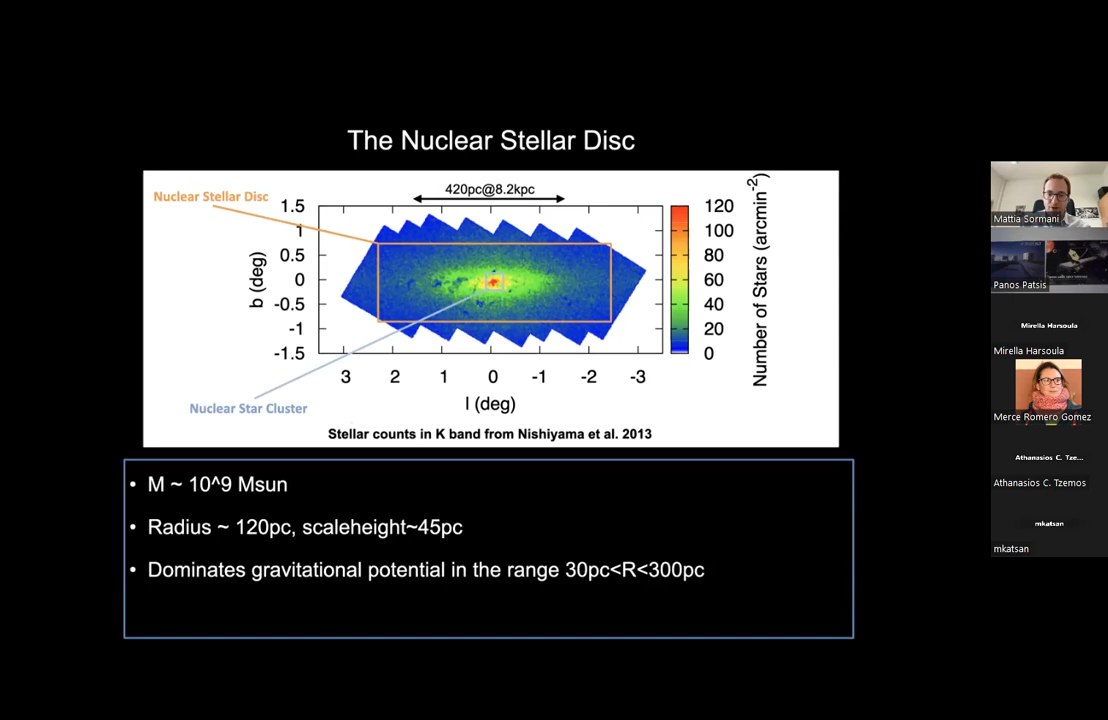 The Nuclear Stellar Disc
Nuclear Stellar Disc
420pc@8.2kpc
1.5
1
0.5
0
-0.5
-1
-1.5
b (deg)
3 2 1 0 -1 -2 -3
l (deg)
120
100
80
60
40
20
0
Number of Stars (arcmin⁻²)
Nuclear Star Cluster
Stellar counts in K band from Nishiyama et al. 2013
• M ~ 10^9 Msun
• Radius ~ 120pc, scaleheight~45pc
• Dominates gravitational potential in the range 30pc<R<300pc
Mattia Sormani
Panos Patsis
Mirella Harsoula
Mirella Harsoula
Merce Romero Gomez
Athanasios C. Tze...
Athanasios C. Tzemos
mkatsan
mkatsan